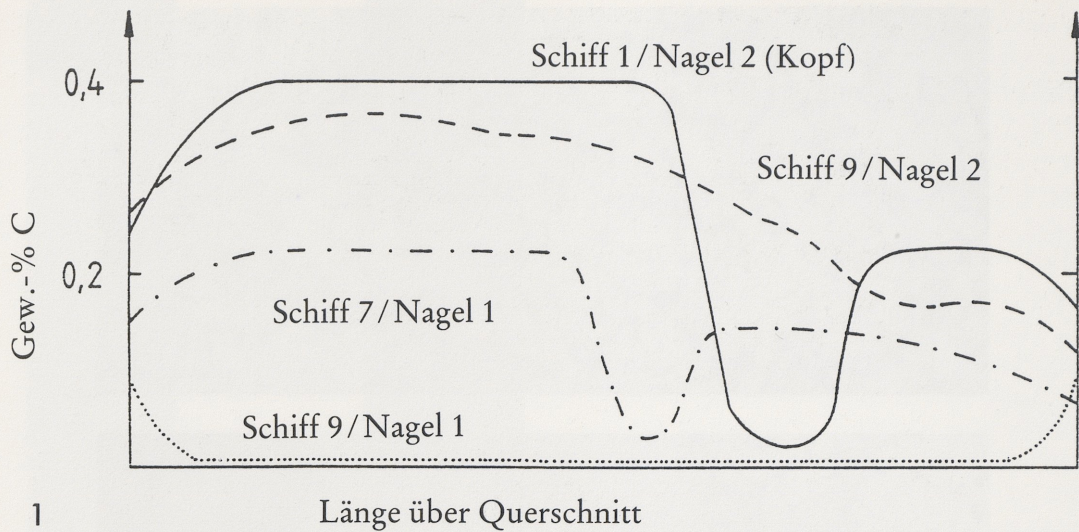 Schiff 1/Nagel 2 (Kopf)
0,4
Schiff 9/Nagel 2
Gew.-% C
0,2
Schiff 7/Nagel 1
Schiff 9/Nagel 1
1
Länge über Querschnitt